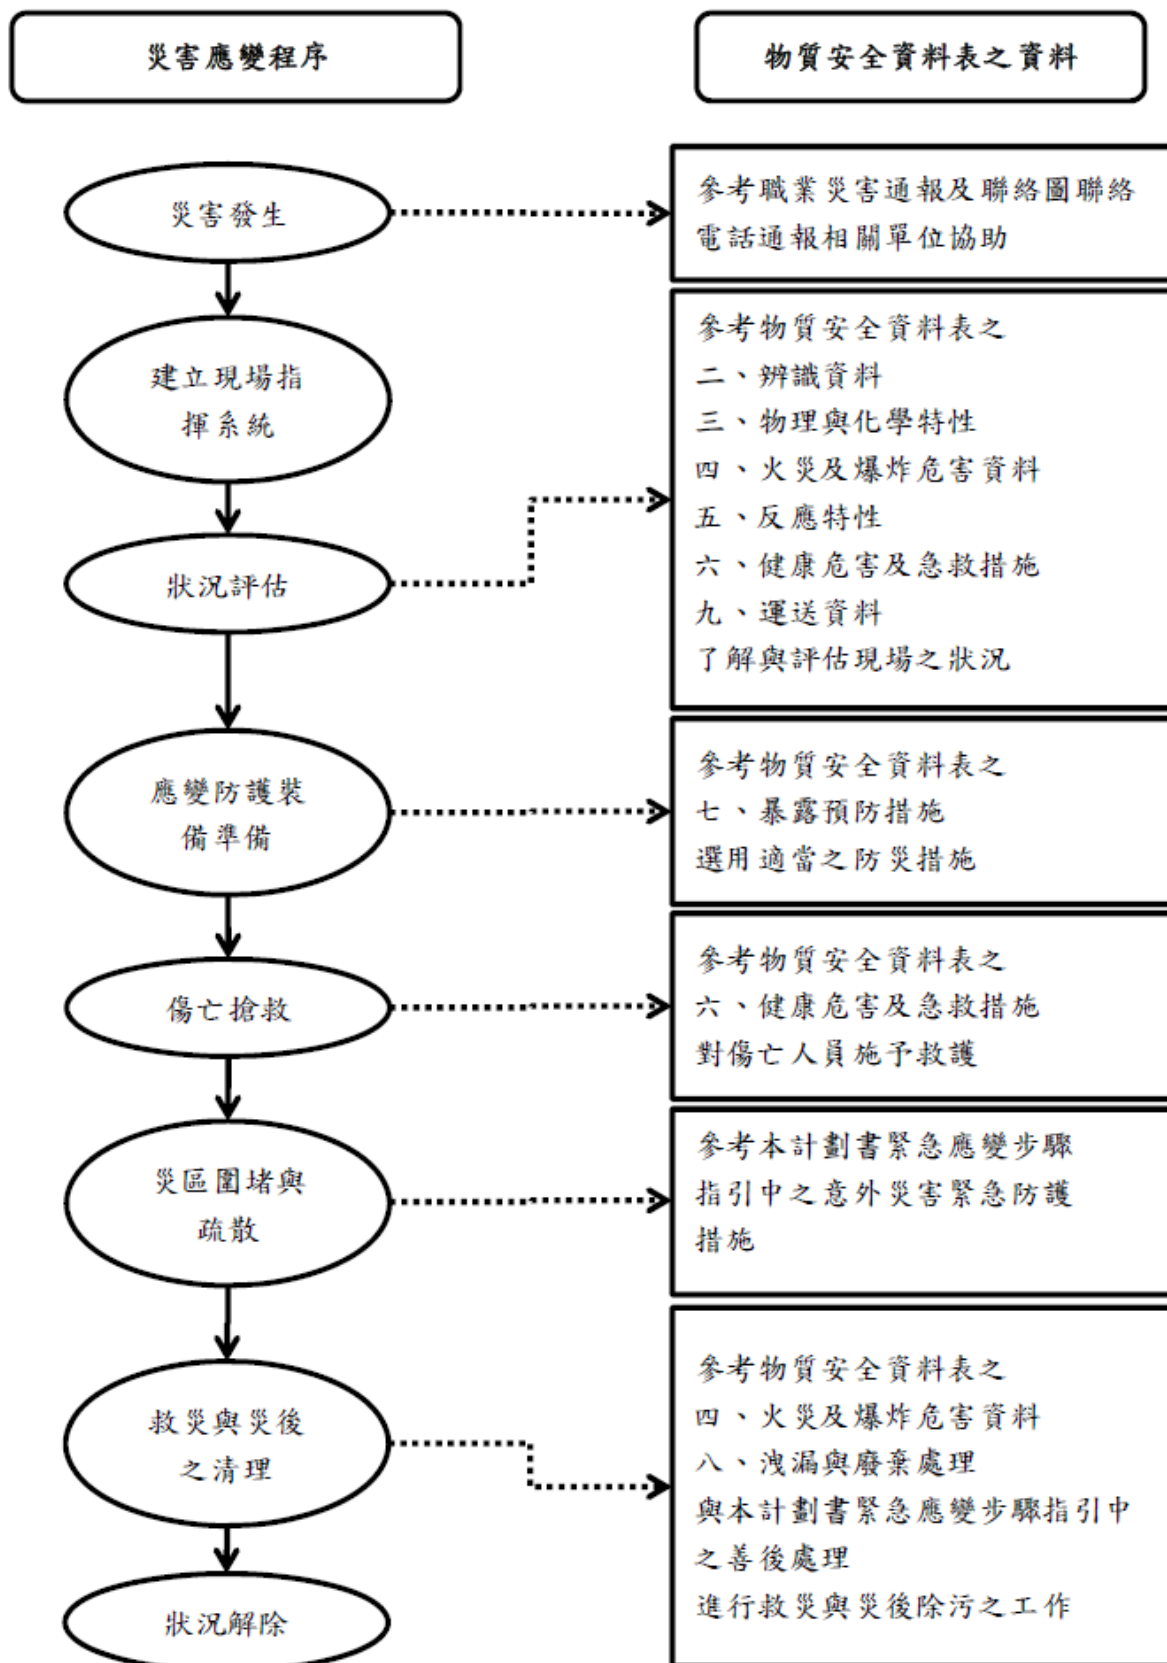 災害應變程序
物質安全資料表之資料
災害發生
參考職業災害通報及聯絡圖聯絡
電話通報相關單位協助
建立現場指
揮系統
狀況評估
參考物質安全資料表之
二、辨識資料
三、物理與化學特性
四、火災及爆炸危害資料
五、反應特性
六、健康危害及急救措施
九、運送資料
了解與評估現場之狀況
應變防護裝
備準備
參考物質安全資料表之
七、暴露預防措施
選用適當之防災措施
傷亡搶救
參考物質安全資料表之
六、健康危害及急救措施
對傷亡人員施予救護
災區圍堵與
疏散
參考本計劃書緊急應變步驟
指引中之意外災害緊急防護
措施
救災與災後
之清理
參考物質安全資料表之
四、火災及爆炸危害資料
八、洩漏與廢棄處理
與本計劃書緊急應變步驟指引中
之善後處理
進行救災與災後除污之工作
狀況解除